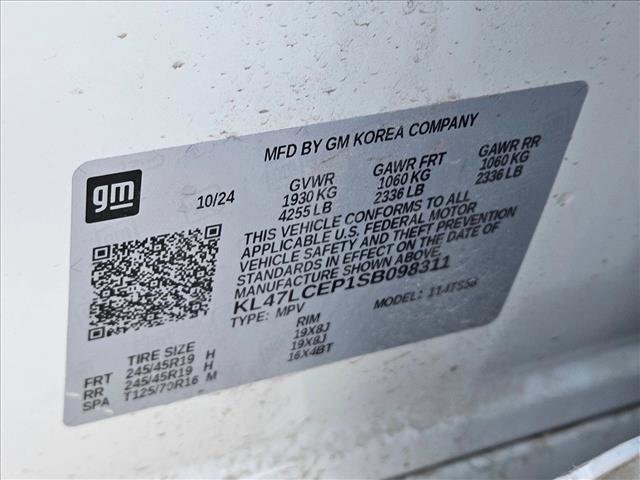 MFD BY GM KOREA COMPANY
gm
10/24
GVWR GAWR FRT GAWR RR
1930 KG 1060 KG 1060 KG
4255 LB 2336 LB 2336 LB
THIS VEHICLE CONFORMS TO ALL
APPLICABLE U.S. FEDERAL MOTOR
VEHICLE SAFETY AND THEFT PREVENTION
STANDARDS IN EFFECT ON THE DATE OF
MANUFACTURE SHOWN ABOVE.
KL47LCEP1SB098311
TYPE: MPV MODEL: 114TS58
TIRE SIZE RIM
FRT 245/45R19 H 19X8J
RR 245/45R19 H 19X8J
SPA T125/70R16 M 16X4BT